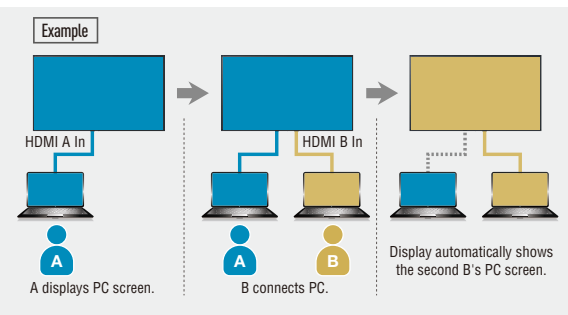 Example
HDMI A In
HDMI B In
A
A
B
A displays PC screen.
B connects PC.
Display automatically shows
the second B's PC screen.